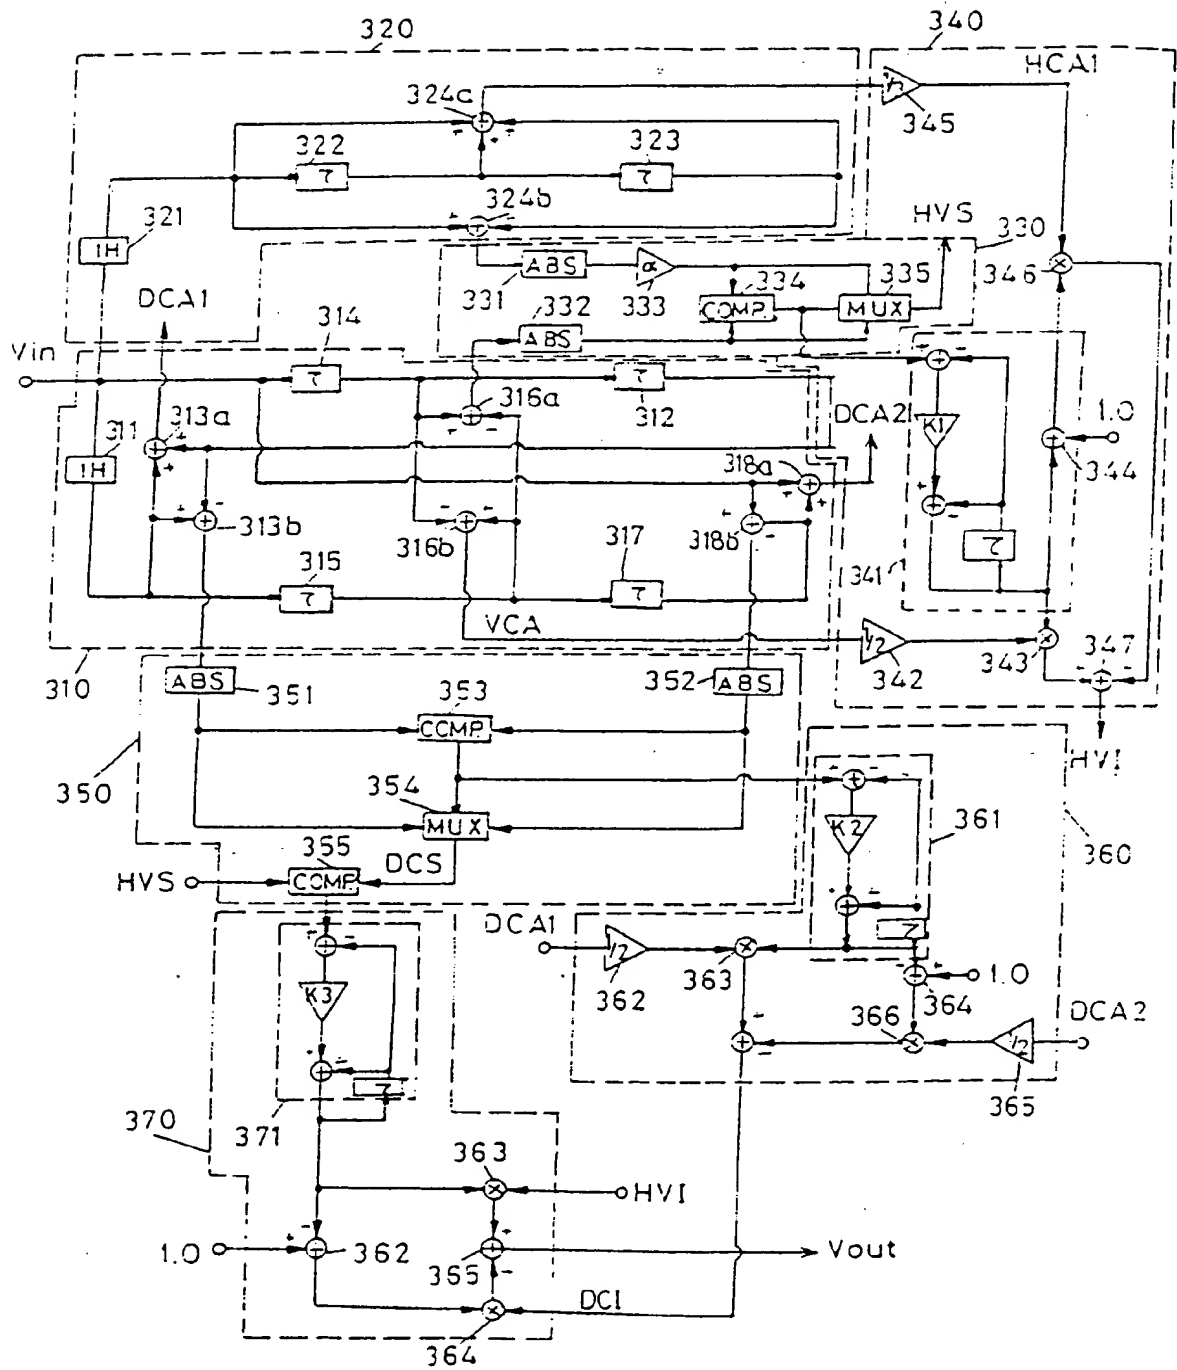 320
340
HCA1
324a
345
322
323
τ
τ
324b
321
1H
HVS
330
ABS
α
334
335
346
331
333
COMP.
MUX
DCA1
332
ABS
314
Vin
τ
τ
316a
312
DCA2
K1
1.0
311
313a
1H
318a
344
313b
316b
318b
315
317
τ
341
τ
τ
VCA
1/2
343
347
310
342
ABS
351
353
352
ABS
COMP.
HVI
350
354
MUX
K2
361
360
355
DCS
HVS
COMP.
DCA1
τ
1/2
362
363
364
1.0
K3
366
DCA2
1/2
365
τ
370
371
363
HVI
1.0
362
365
Vout
DCI
364